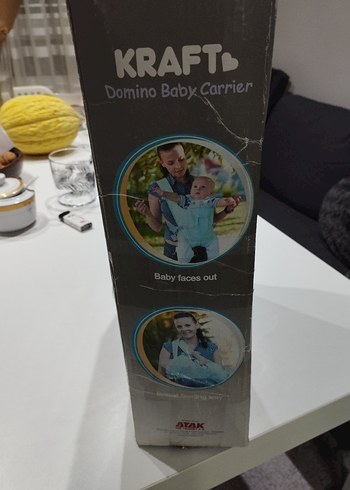 KRAFT
Domino Baby Carrier
Baby faces out
ATAK